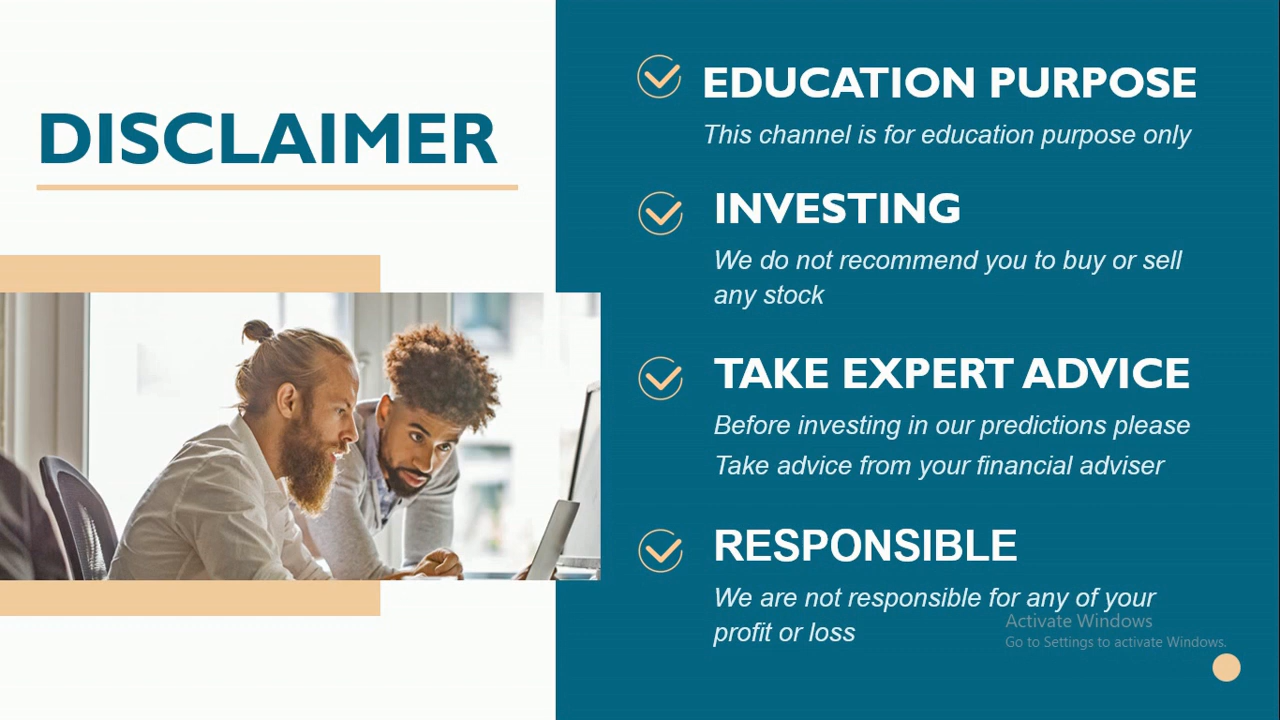 DISCLAIMER
EDUCATION PURPOSE
This channel is for education purpose only
INVESTING
We do not recommend you to buy or sell
any stock
TAKE EXPERT ADVICE
Before investing in our predictions please
Take advice from your financial adviser
RESPONSIBLE
We are not responsible for any of your
profit or loss
Activate Windows
Go to Settings to activate Windows.